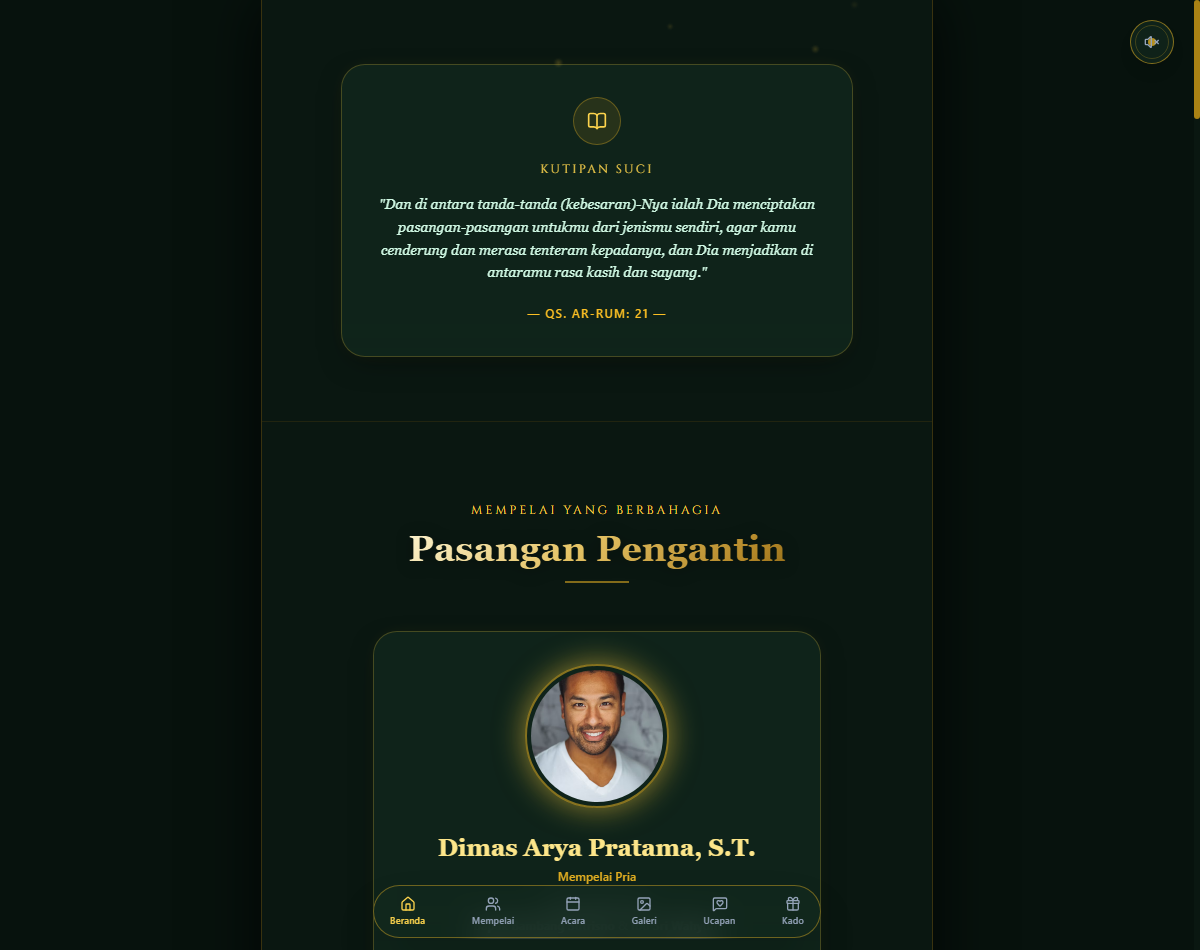 KUTIPAN SUCI
"Dan di antara tanda-tanda (kebesaran)-Nya ialah Dia menciptakan
pasangan-pasangan untukmu dari jenismu sendiri, agar kamu
cenderung dan merasa tenteram kepadanya, dan Dia menjadikan di
antaramu rasa kasih dan sayang."
— QS. AR-RUM: 21 —
MEMPELAI YANG BERBAHAGIA
Pasangan Pengantin
Dimas Arya Pratama, S.T.
Mempelai Pria
Beranda Mempelai Acara Galeri Ucapan Kado